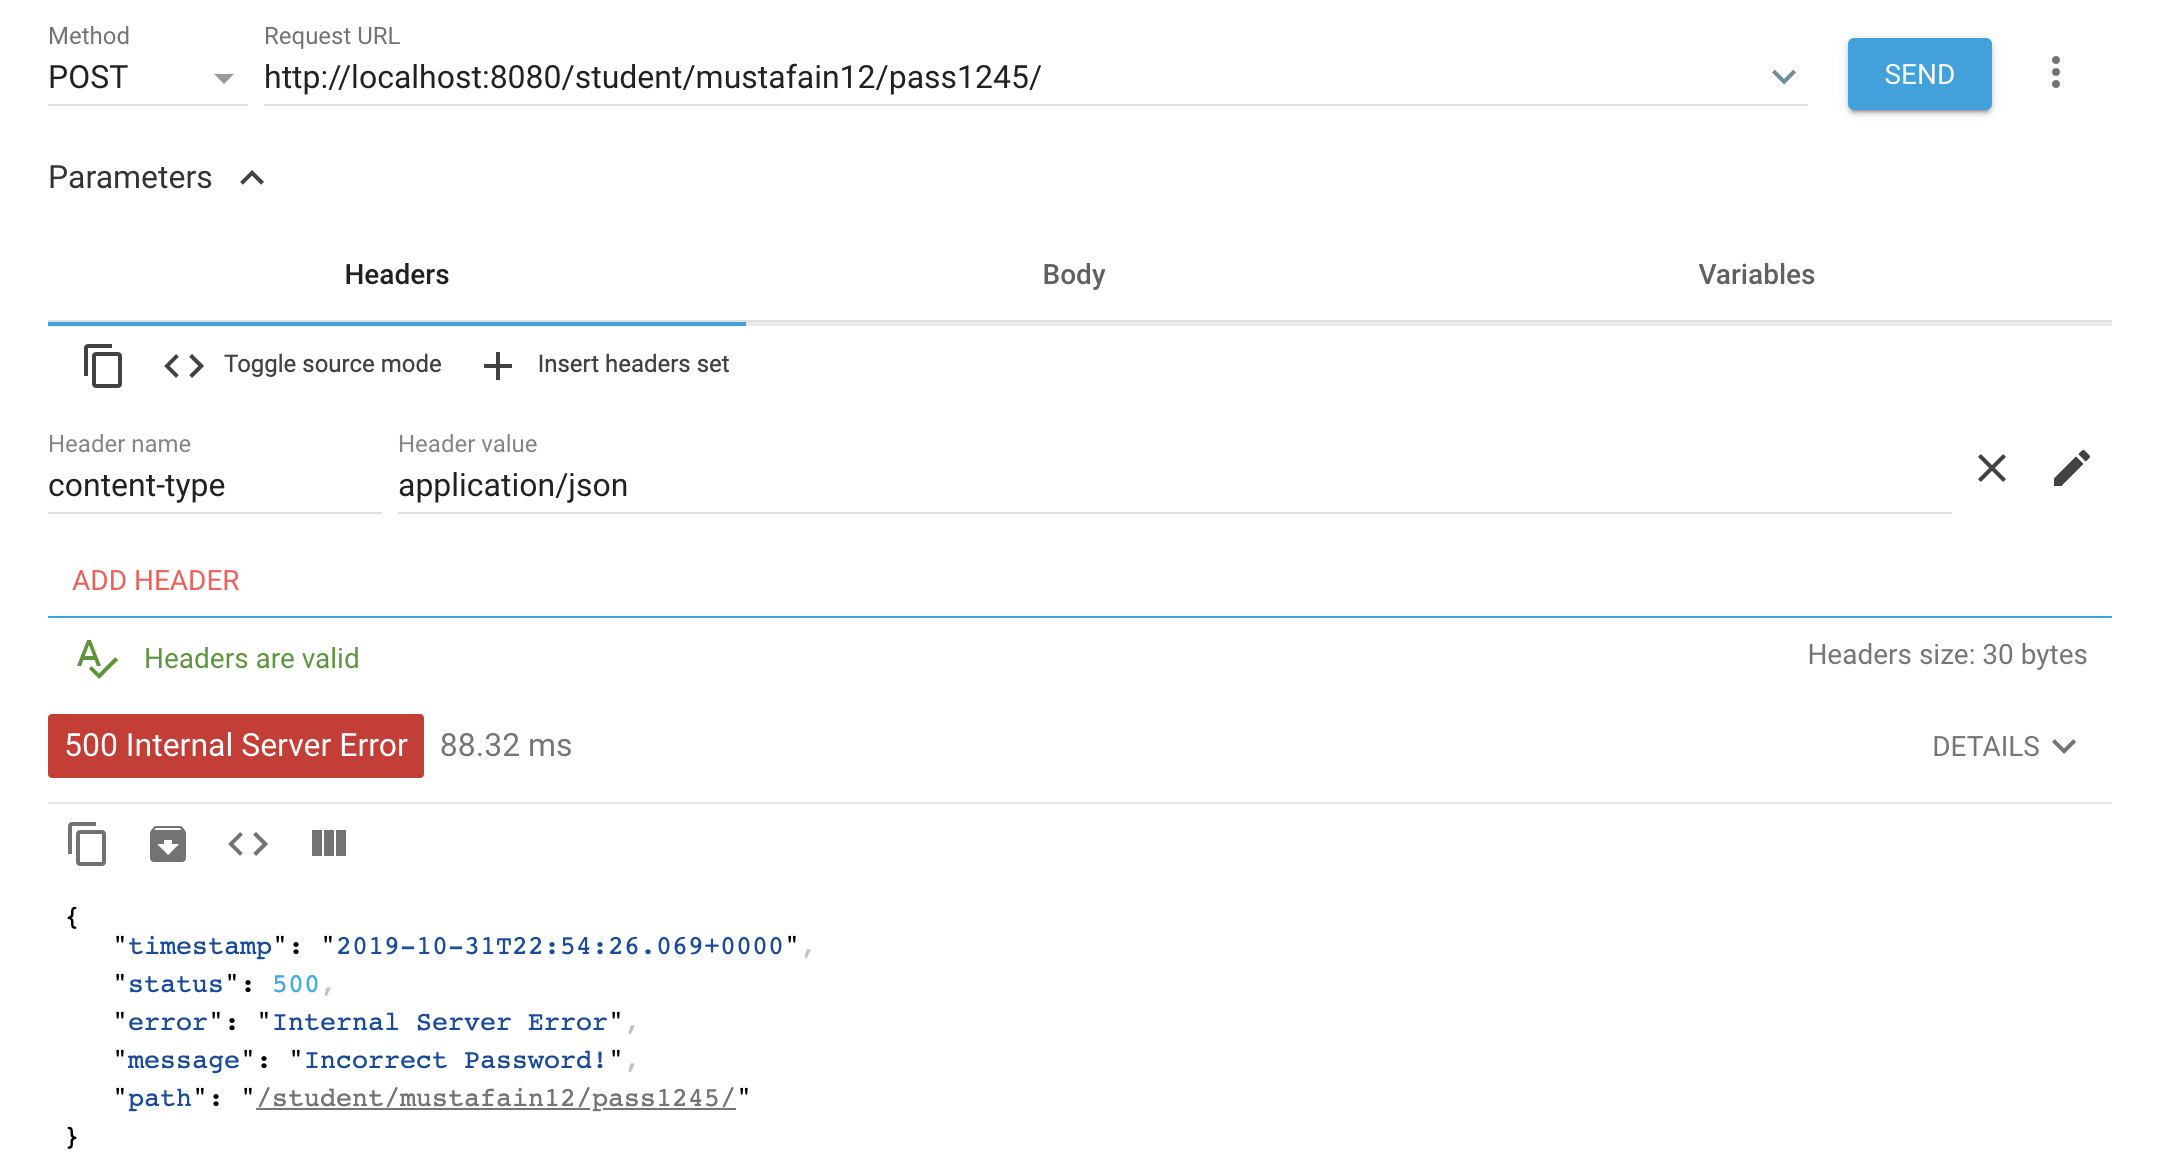 Method
Request URL
POST
http://localhost:8080/student/mustafain12/pass1245/
SEND
Parameters
Headers
Body
Variables
Toggle source mode
Insert headers set
Header name
Header value
content-type
application/json
ADD HEADER
Headers are valid
Headers size: 30 bytes
500 Internal Server Error
88.32 ms
DETAILS
{
"timestamp": "2019-10-31T22:54:26.069+0000",
"status": 500,
"error": "Internal Server Error",
"message": "Incorrect Password!",
"path": "/student/mustafain12/pass1245/"
}